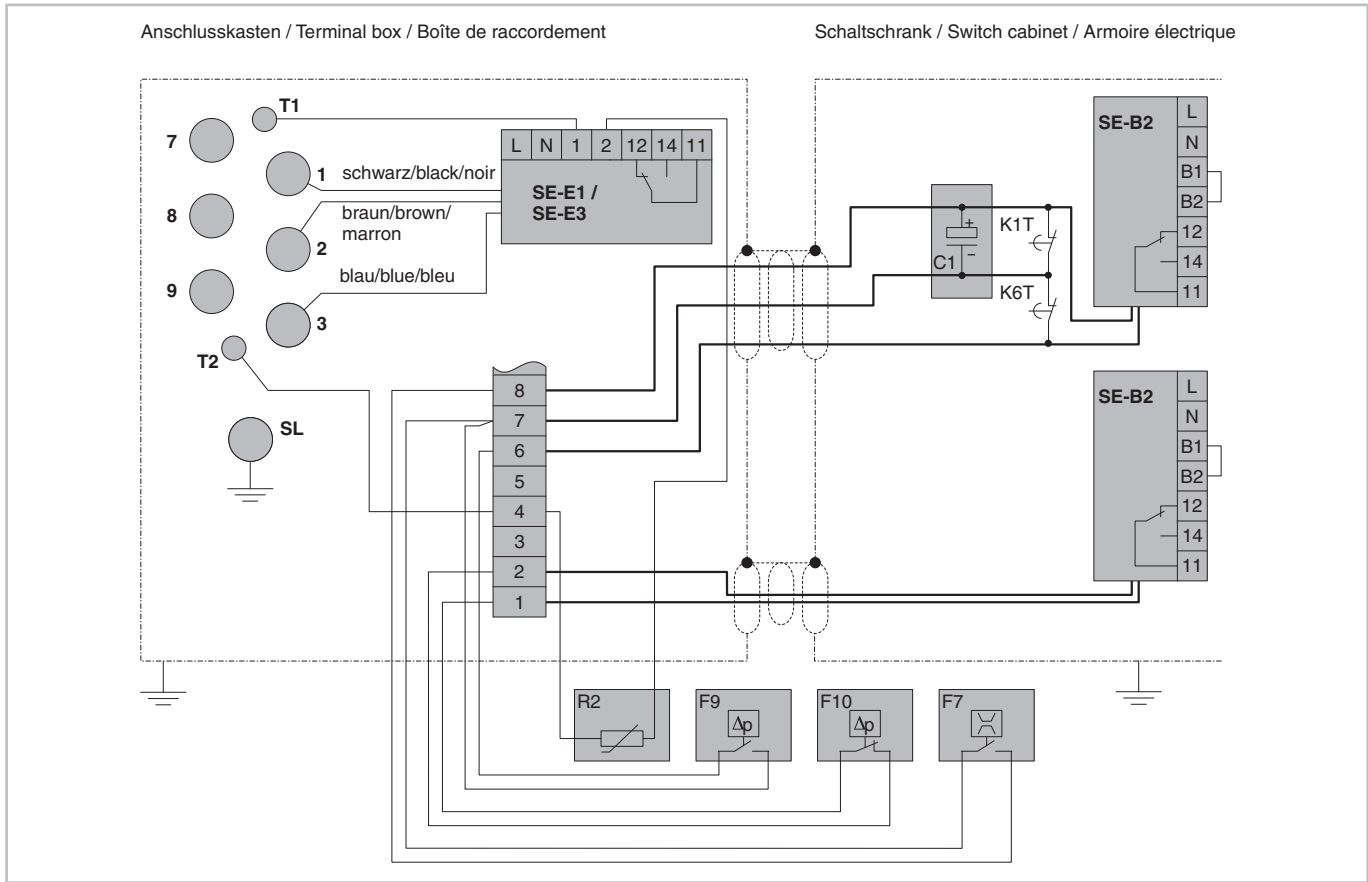 Anschlusskasten / Terminal box / Boîte de raccordement
Schaltschrank / Switch cabinet / Armoire électrique
T1
7
1
schwarz/black/noir
8
braun/brown/
marron
2
9
blau/blue/bleu
3
T2
SL
L N 1 2 12 14 11
SE-E1 /
SE-E3
8
7
6
5
4
3
2
1
C1
+
–
K1T
K6T
SE-B2
L
N
B1
B2
12
14
11
SE-B2
L
N
B1
B2
12
14
11
R2
F9
Δp
F10
Δp
F7